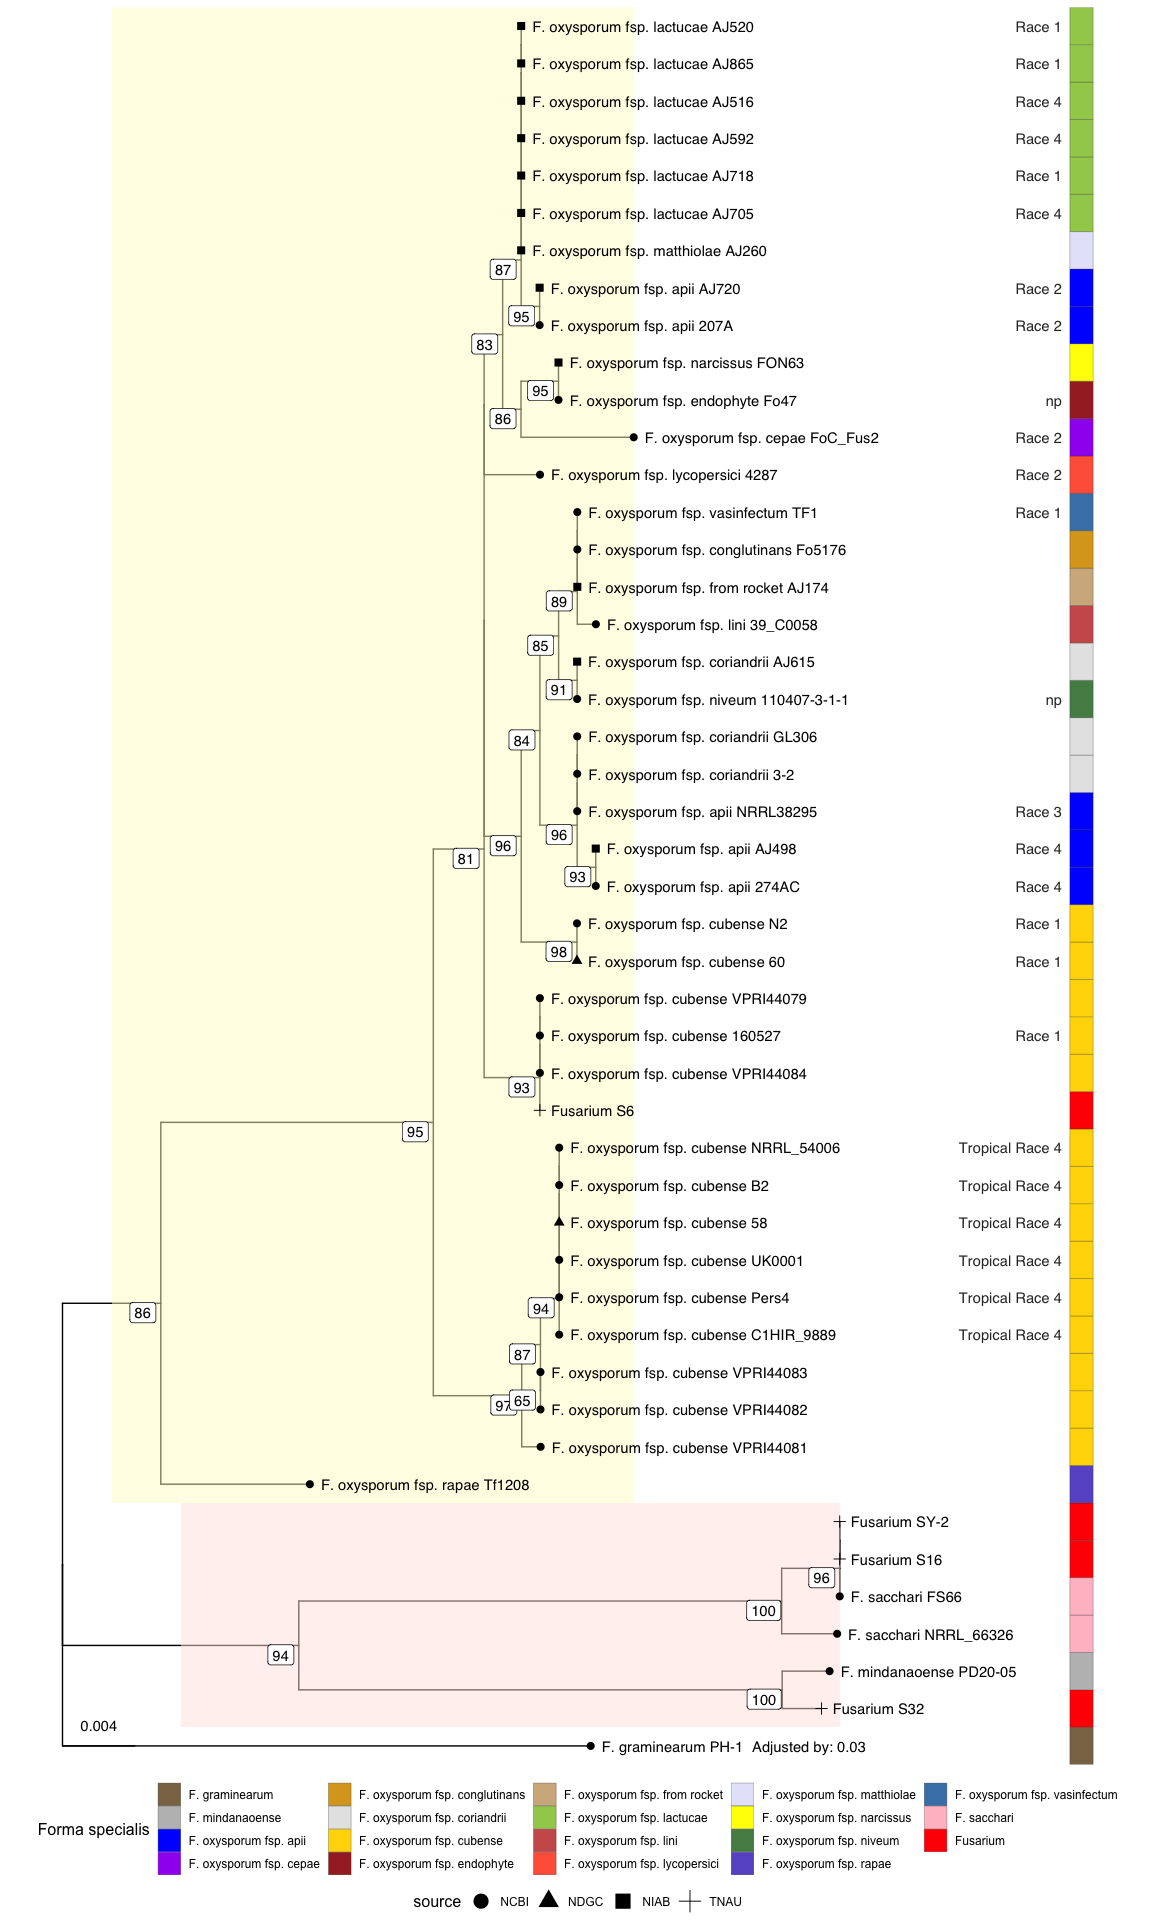 F. oxysporum fsp. lactucae AJ520 Race 1
F. oxysporum fsp. lactucae AJ865 Race 1
F. oxysporum fsp. lactucae AJ516 Race 4
F. oxysporum fsp. lactucae AJ592 Race 4
F. oxysporum fsp. lactucae AJ718 Race 1
F. oxysporum fsp. lactucae AJ705 Race 4
F. oxysporum fsp. matthiolae AJ260
87
F. oxysporum fsp. apii AJ720 Race 2
95
F. oxysporum fsp. apii 207A Race 2
83
F. oxysporum fsp. narcissus FON63
95
F. oxysporum fsp. endophyte Fo47 np
86
F. oxysporum fsp. cepae FoC_Fus2 Race 2
F. oxysporum fsp. lycopersici 4287 Race 2
F. oxysporum fsp. vasinfectum TF1 Race 1
F. oxysporum fsp. conglutinans Fo5176
F. oxysporum fsp. from rocket AJ174
89
F. oxysporum fsp. lini 39_C0058
85
F. oxysporum fsp. coriandrii AJ615
91
F. oxysporum fsp. niveum 110407-3-1-1 np
84
F. oxysporum fsp. coriandrii GL306
F. oxysporum fsp. coriandrii 3-2
F. oxysporum fsp. apii NRRL38295 Race 3
96
96
F. oxysporum fsp. apii AJ498 Race 4
81
93
F. oxysporum fsp. apii 274AC Race 4
F. oxysporum fsp. cubense N2 Race 1
98
F. oxysporum fsp. cubense 60 Race 1
F. oxysporum fsp. cubense VPRI44079
F. oxysporum fsp. cubense 160527 Race 1
F. oxysporum fsp. cubense VPRI44084
93
Fusarium S6
95
F. oxysporum fsp. cubense NRRL_54006 Tropical Race 4
F. oxysporum fsp. cubense B2 Tropical Race 4
F. oxysporum fsp. cubense 58 Tropical Race 4
F. oxysporum fsp. cubense UK0001 Tropical Race 4
F. oxysporum fsp. cubense Pers4 Tropical Race 4
94
86
F. oxysporum fsp. cubense C1HIR_9889 Tropical Race 4
87
F. oxysporum fsp. cubense VPRI44083
97
65
F. oxysporum fsp. cubense VPRI44082
F. oxysporum fsp. cubense VPRI44081
F. oxysporum fsp. rapae Tf1208
Fusarium SY-2
Fusarium S16
96
F. sacchari FS66
100
F. sacchari NRRL_66326
94
F. mindanaoense PD20-05
100
Fusarium S32
0.004
F. graminearum PH-1 Adjusted by: 0.03
Forma specialis
F. graminearum
F. mindanaoense
F. oxysporum fsp. apii
F. oxysporum fsp. cepae
F. oxysporum fsp. conglutinans
F. oxysporum fsp. coriandrii
F. oxysporum fsp. cubense
F. oxysporum fsp. endophyte
F. oxysporum fsp. from rocket
F. oxysporum fsp. lactucae
F. oxysporum fsp. lini
F. oxysporum fsp. lycopersici
F. oxysporum fsp. matthiolae
F. oxysporum fsp. narcissus
F. oxysporum fsp. niveum
F. oxysporum fsp. rapae
F. oxysporum fsp. vasinfectum
F. sacchari
Fusarium
source NCBI NDGC NIAB TNAU